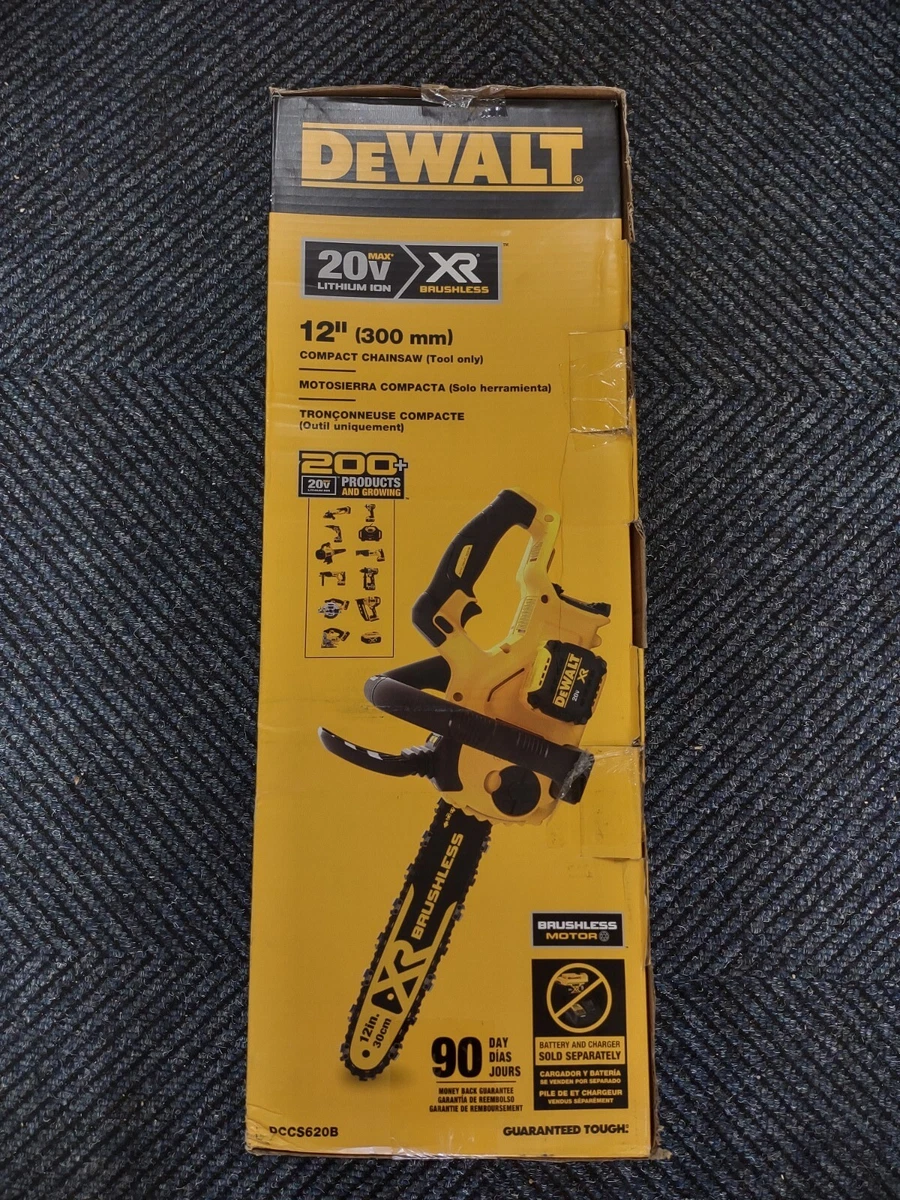 DEWALT®
20V MAX* XR® ™
LITHIUM ION BRUSHLESS
12" (300 mm)
COMPACT CHAINSAW (Tool only)
MOTOSIERRA COMPACTA (Solo herramienta)
TRONÇONNEUSE COMPACTE
(Outil uniquement)
200+
20V PRODUCTS
AND GROWING
DEWALT
20V XR
XR BRUSHLESS
12in.
30cm
BRUSHLESS
MOTOR
BATTERY AND CHARGER
SOLD SEPARATELY
CARGADOR Y BATERÍA
SE VENDEN POR SEPARADO
PILE DE ET CHARGEUR
VENDUS SÉPARÉMENT
90 DAY
DÍAS
JOURS
MONEY BACK GUARANTEE
GARANTÍA DE REEMBOLSO
GARANTIE DE REMBOURSEMENT
DCCS620B
GUARANTEED TOUGH.